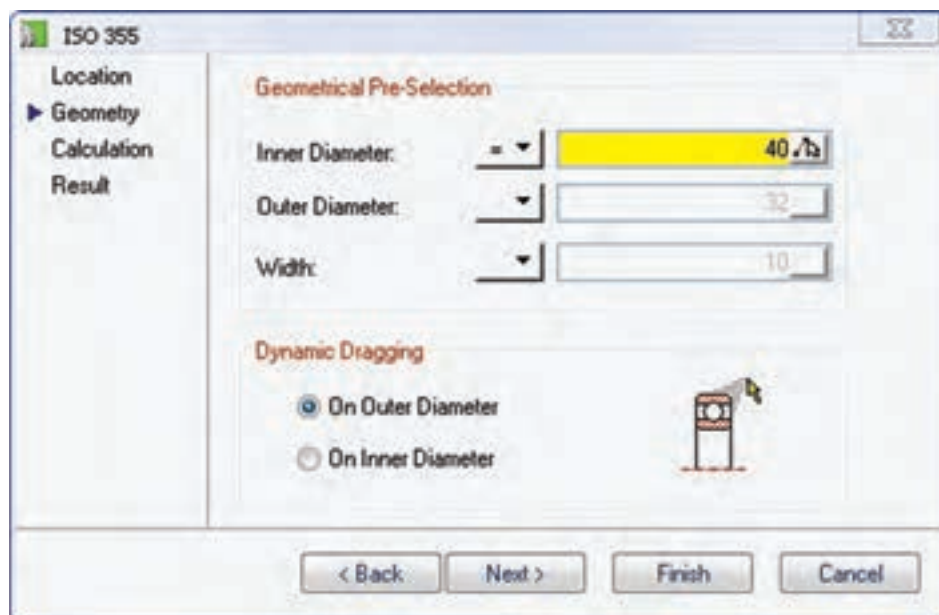 ISO 355
Location
Geometry
Calculation
Result
Geometrical Pre-Selection
Inner Diameter: = 40
Outer Diameter: 32
Width: 10
Dynamic Dragging
On Outer Diameter
On Inner Diameter
< Back Next > Finish Cancel